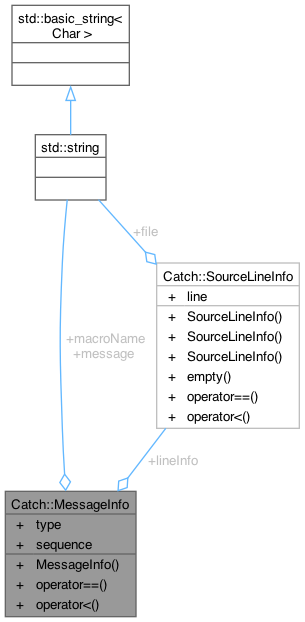 std::basic_string<
Char >
std::string
+file
Catch::SourceLineInfo
+ line
+ SourceLineInfo()
+ SourceLineInfo()
+ SourceLineInfo()
+ empty()
+ operator==()
+ operator<()
+macroName
+message
+lineInfo
Catch::MessageInfo
+ type
+ sequence
+ MessageInfo()
+ operator==()
+ operator<()